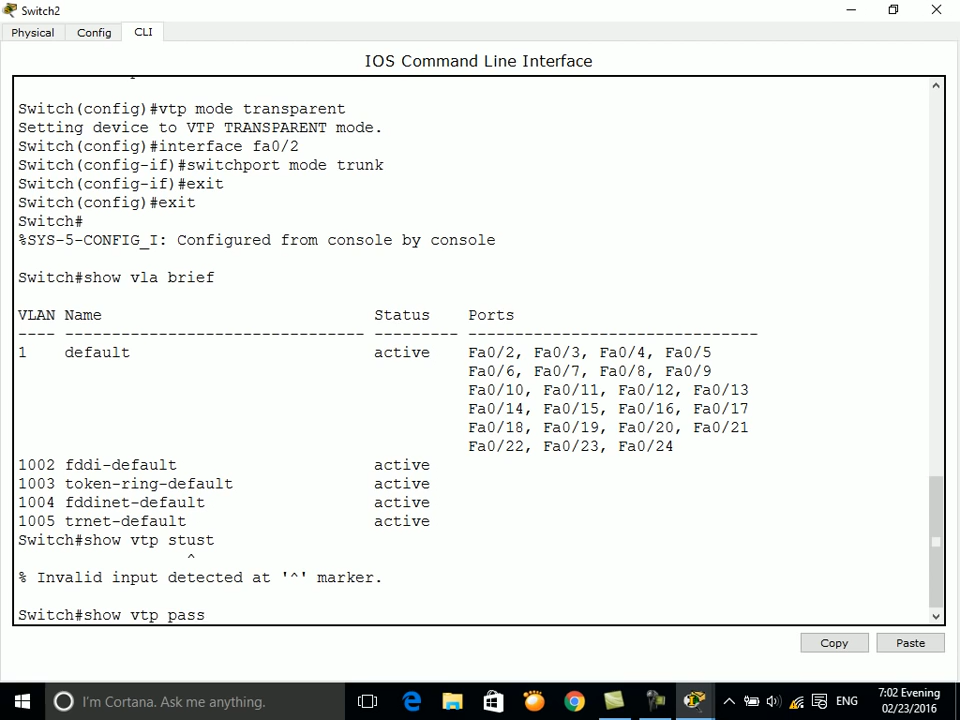 Switch2
Physical Config CLI
IOS Command Line Interface
Switch(config)#vtp mode transparent
Setting device to VTP TRANSPARENT mode.
Switch(config)#interface fa0/2
Switch(config-if)#switchport mode trunk
Switch(config-if)#exit
Switch(config)#exit
Switch#
%SYS-5-CONFIG_I: Configured from console by console
Switch#show vla brief
VLAN Name Status Ports
---- -------------------------------- --------- -------------------------------
1 default active Fa0/2, Fa0/3, Fa0/4, Fa0/5
Fa0/6, Fa0/7, Fa0/8, Fa0/9
Fa0/10, Fa0/11, Fa0/12, Fa0/13
Fa0/14, Fa0/15, Fa0/16, Fa0/17
Fa0/18, Fa0/19, Fa0/20, Fa0/21
Fa0/22, Fa0/23, Fa0/24
1002 fddi-default active
1003 token-ring-default active
1004 fddinet-default active
1005 trnet-default active
Switch#show vtp stust
^
% Invalid input detected at '^' marker.
Switch#show vtp pass
Copy Paste
I'm Cortana. Ask me anything.
ENG
7:02 Evening
02/23/2016